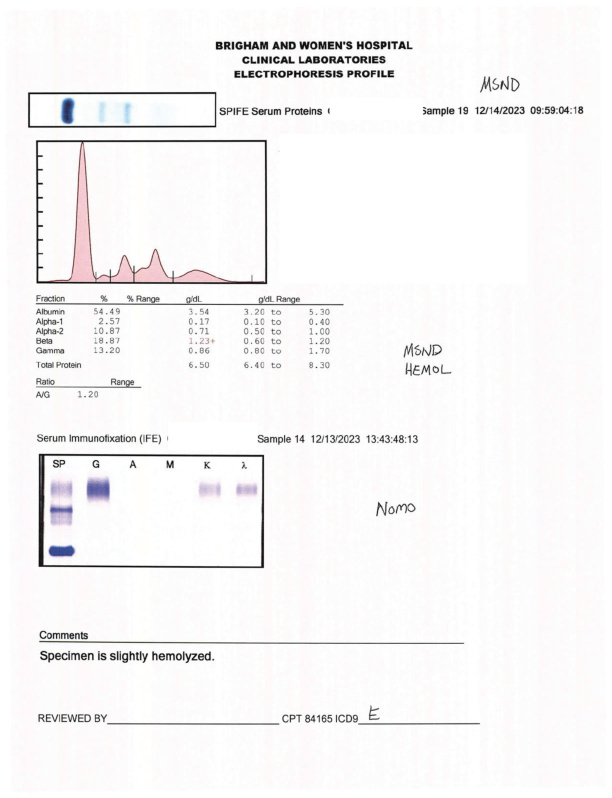 BRIGHAM AND WOMEN'S HOSPITAL
CLINICAL LABORATORIES
ELECTROPHORESIS PROFILE
MSND
SPIFE Serum Proteins Sample 19 12/14/2023 09:59:04:18
Fraction % % Range g/dL g/dL Range
Albumin 54.49 3.54 3.20 to 5.30
Alpha-1 2.57 0.17 0.10 to 0.40
Alpha-2 10.87 0.71 0.50 to 1.00
Beta 18.87 1.23+ 0.60 to 1.20
Gamma 13.20 0.86 0.80 to 1.70
MSND
Total Protein 6.50 6.40 to 8.30
HEMOL
Ratio Range
A/G 1.20
Serum Immunofixation (IFE) Sample 14 12/13/2023 13:43:48:13
SP G A M K λ
NOMO
Comments
Specimen is slightly hemolyzed.
REVIEWED BY CPT 84165 ICD9 E